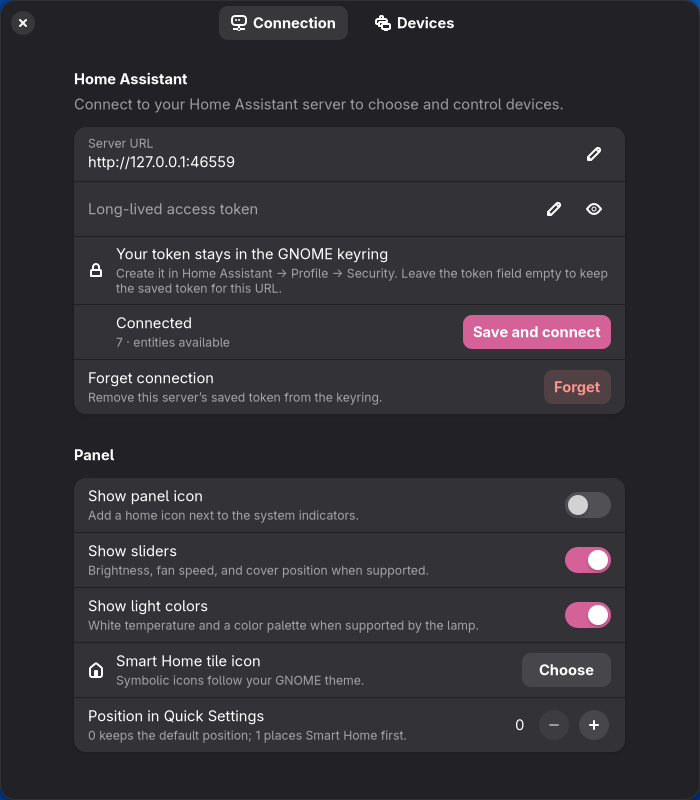 Connection
Devices
Home Assistant
Connect to your Home Assistant server to choose and control devices.
Server URL
http://127.0.0.1:46559
Long-lived access token
Your token stays in the GNOME keyring
Create it in Home Assistant → Profile → Security. Leave the token field empty to keep
the saved token for this URL.
Connected
7 · entities available
Save and connect
Forget connection
Remove this server’s saved token from the keyring.
Forget
Panel
Show panel icon
Add a home icon next to the system indicators.
Show sliders
Brightness, fan speed, and cover position when supported.
Show light colors
White temperature and a color palette when supported by the lamp.
Smart Home tile icon
Symbolic icons follow your GNOME theme.
Choose
Position in Quick Settings
0 keeps the default position; 1 places Smart Home first.
0